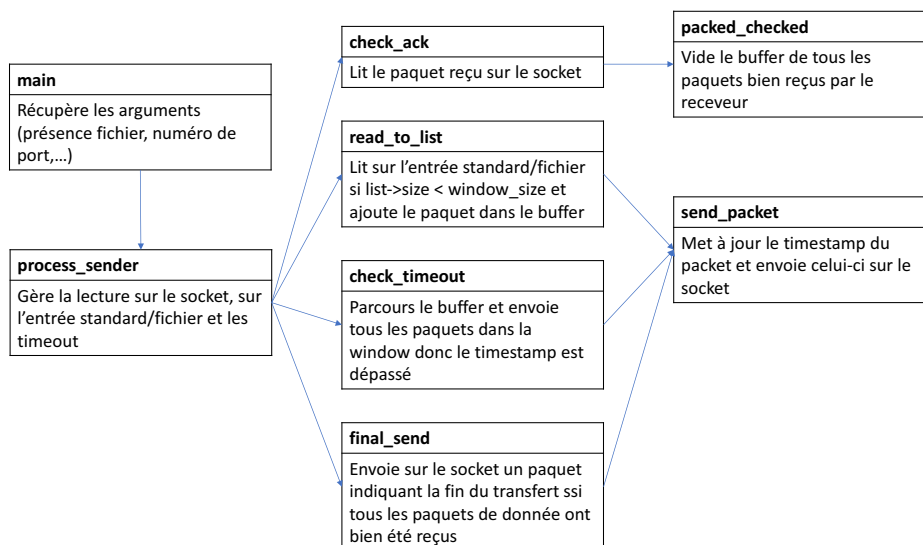 main
Récupère les arguments
(présence fichier, numéro de
port,…)
process_sender
Gère la lecture sur le socket, sur
l’entrée standard/fichier et les
timeout
check_ack
Lit le paquet reçu sur le socket
read_to_list
Lit sur l’entrée standard/fichier
si list->size < window_size et
ajoute le paquet dans le buffer
check_timeout
Parcours le buffer et envoie
tous les paquets dans la
window donc le timestamp est
dépassé
final_send
Envoie sur le socket un paquet
indiquant la fin du transfert ssi
tous les paquets de donnée ont
bien été reçus
packed_checked
Vide le buffer de tous les
paquets bien reçus par le
receveur
send_packet
Met à jour le timestamp du
packet et envoie celui-ci sur le
socket